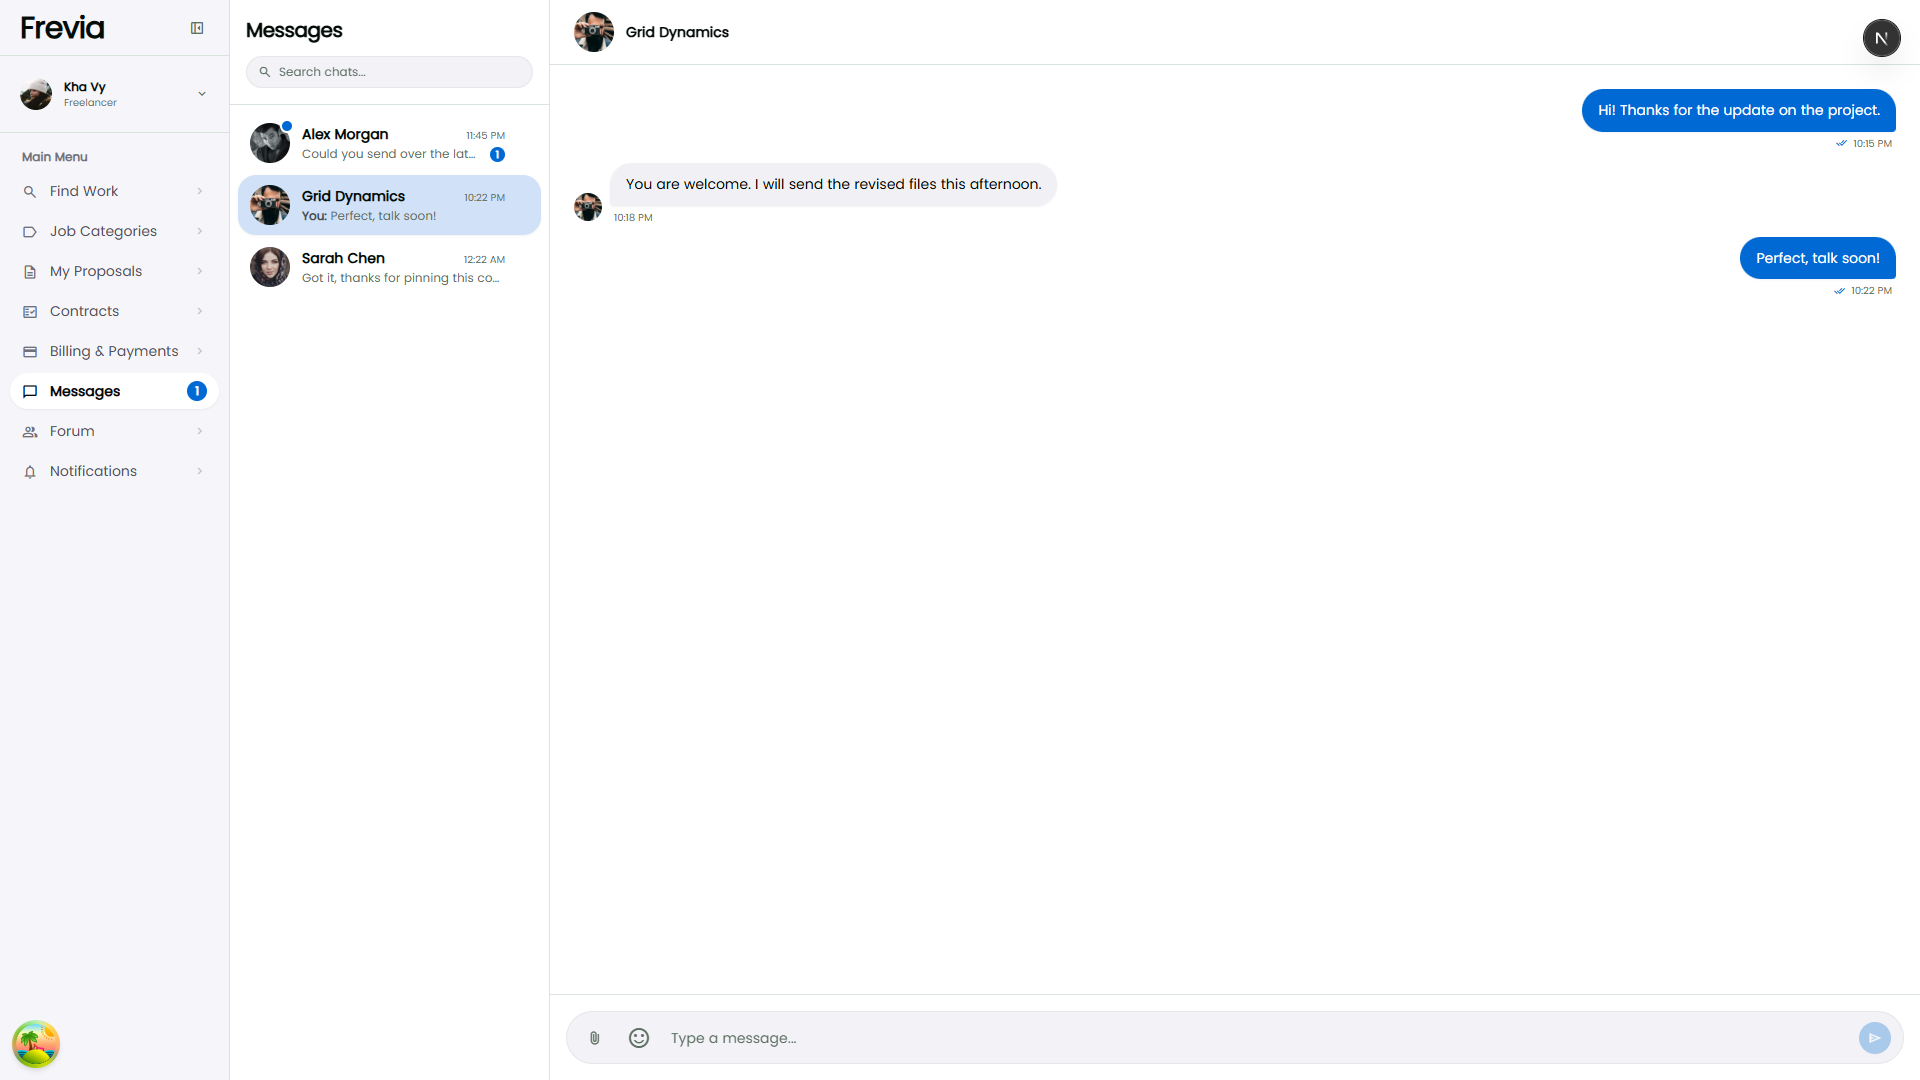 Frevia
Kha Vy
Freelancer
Main Menu
Find Work
Job Categories
My Proposals
Contracts
Billing & Payments
Messages
1
Forum
Notifications
Messages
Search chats...
Alex Morgan
11:45 PM
Could you send over the lat...
1
Grid Dynamics
10:22 PM
You: Perfect, talk soon!
Sarah Chen
12:22 AM
Got it, thanks for pinning this co...
Grid Dynamics
N
Hi! Thanks for the update on the project.
10:15 PM
You are welcome. I will send the revised files this afternoon.
10:18 PM
Perfect, talk soon!
10:22 PM
Type a message...